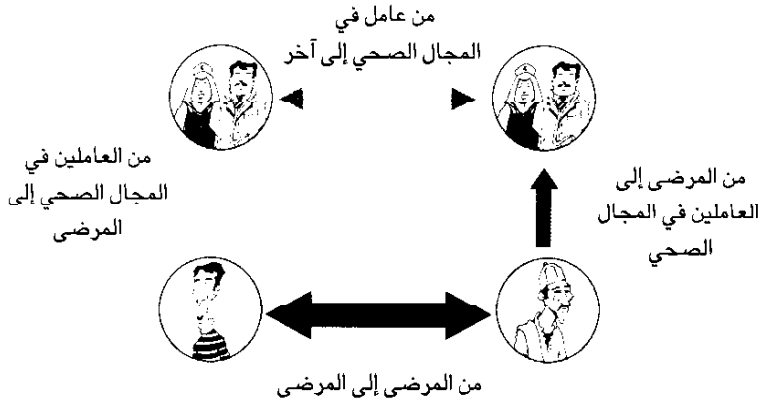 من عامل في
المجال الصحي إلى آخر
من المرضى إلى
العاملين في المجال
الصحي
من العاملين في
المجال الصحي إلى
المرضى
من المرضى إلى المرضى